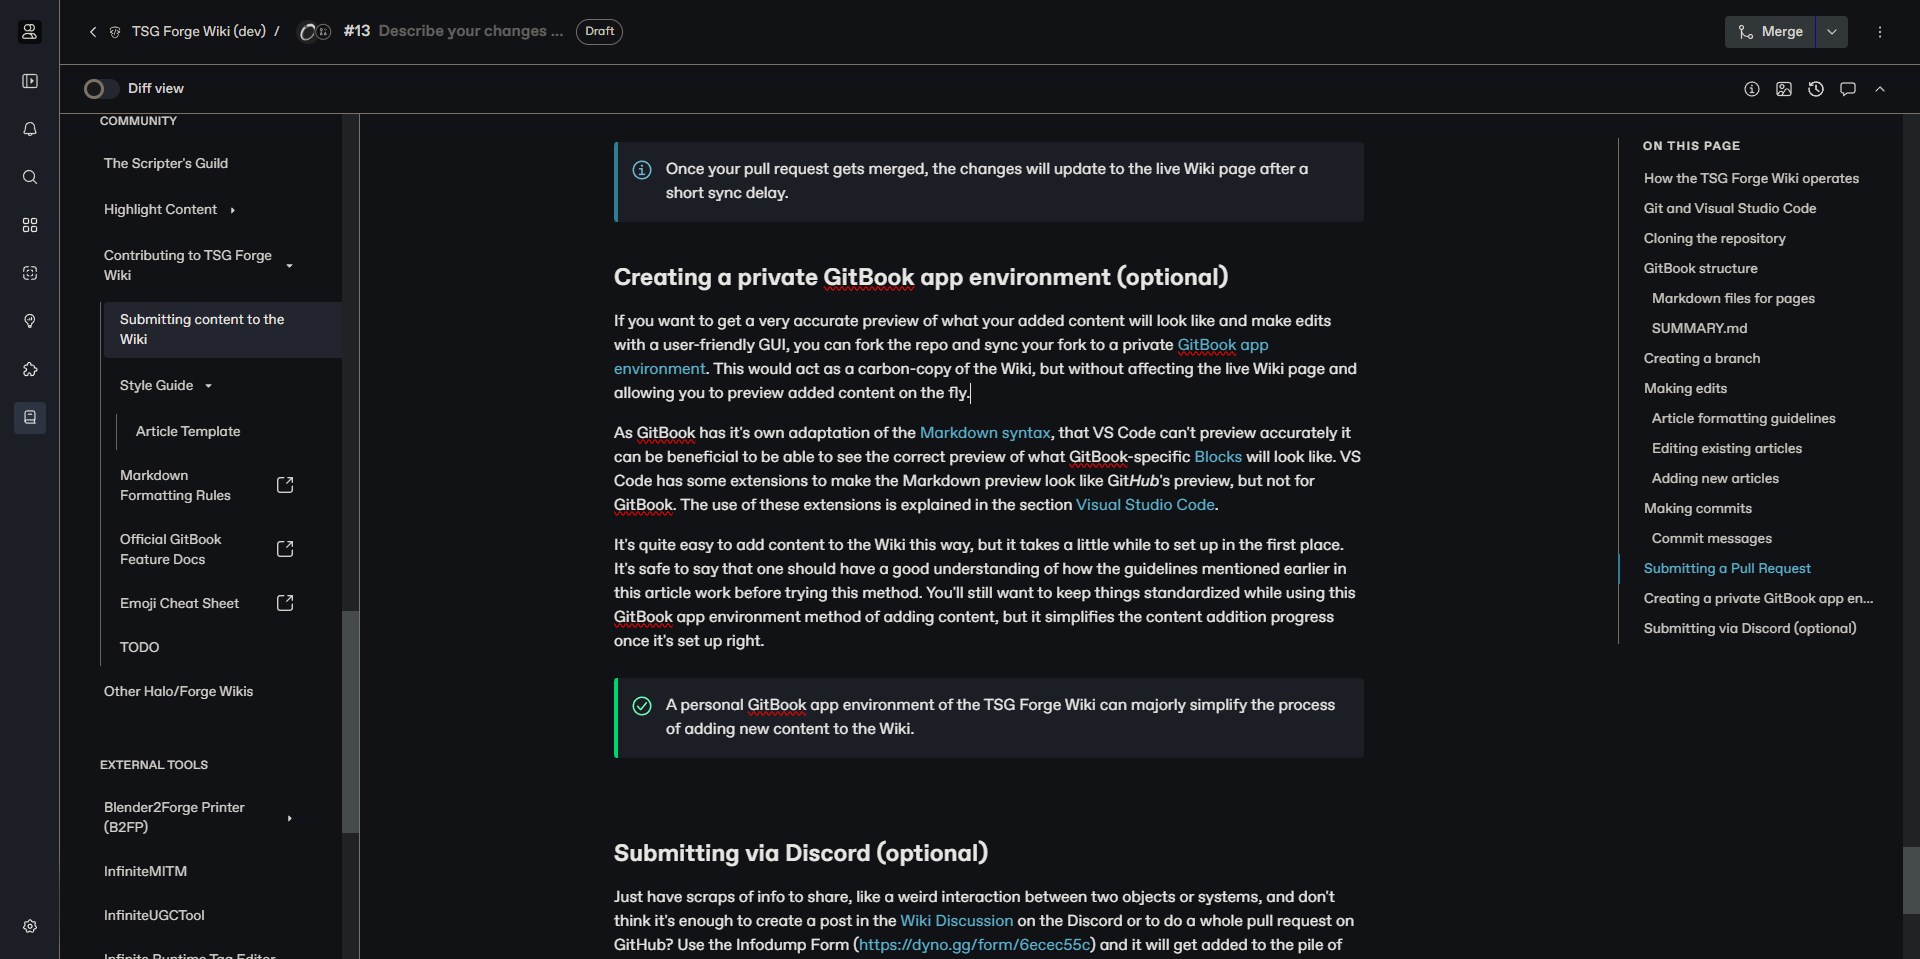 TSG Forge Wiki (dev) /
#13 Describe your changes ...
Draft
Merge
Diff view
COMMUNITY
The Scripter's Guild
Highlight Content
Contributing to TSG Forge
Wiki
Submitting content to the
Wiki
Style Guide
Article Template
Markdown
Formatting Rules
Official GitBook
Feature Docs
Emoji Cheat Sheet
TODO
Other Halo/Forge Wikis
EXTERNAL TOOLS
Blender2Forge Printer
(B2FP)
InfiniteMITM
InfiniteUGCTool
Infinite Runtime Tag Editor
Once your pull request gets merged, the changes will update to the live Wiki page after a
short sync delay.
Creating a private GitBook app environment (optional)
If you want to get a very accurate preview of what your added content will look like and make edits
with a user-friendly GUI, you can fork the repo and sync your fork to a private GitBook app
environment. This would act as a carbon-copy of the Wiki, but without affecting the live Wiki page and
allowing you to preview added content on the fly.
As GitBook has it's own adaptation of the Markdown syntax, that VS Code can't preview accurately it
can be beneficial to be able to see the correct preview of what GitBook-specific Blocks will look like. VS
Code has some extensions to make the Markdown preview look like GitHub's preview, but not for
GitBook. The use of these extensions is explained in the section Visual Studio Code.
It's quite easy to add content to the Wiki this way, but it takes a little while to set up in the first place.
It's safe to say that one should have a good understanding of how the guidelines mentioned earlier in
this article work before trying this method. You'll still want to keep things standardized while using this
GitBook app environment method of adding content, but it simplifies the content addition progress
once it's set up right.
A personal GitBook app environment of the TSG Forge Wiki can majorly simplify the process
of adding new content to the Wiki.
Submitting via Discord (optional)
Just have scraps of info to share, like a weird interaction between two objects or systems, and don't
think it's enough to create a post in the Wiki Discussion on the Discord or to do a whole pull request on
GitHub? Use the Infodump Form (https://dyno.gg/form/6ecec55c) and it will get added to the pile of
ON THIS PAGE
How the TSG Forge Wiki operates
Git and Visual Studio Code
Cloning the repository
GitBook structure
Markdown files for pages
SUMMARY.md
Creating a branch
Making edits
Article formatting guidelines
Editing existing articles
Adding new articles
Making commits
Commit messages
Submitting a Pull Request
Creating a private GitBook app en...
Submitting via Discord (optional)